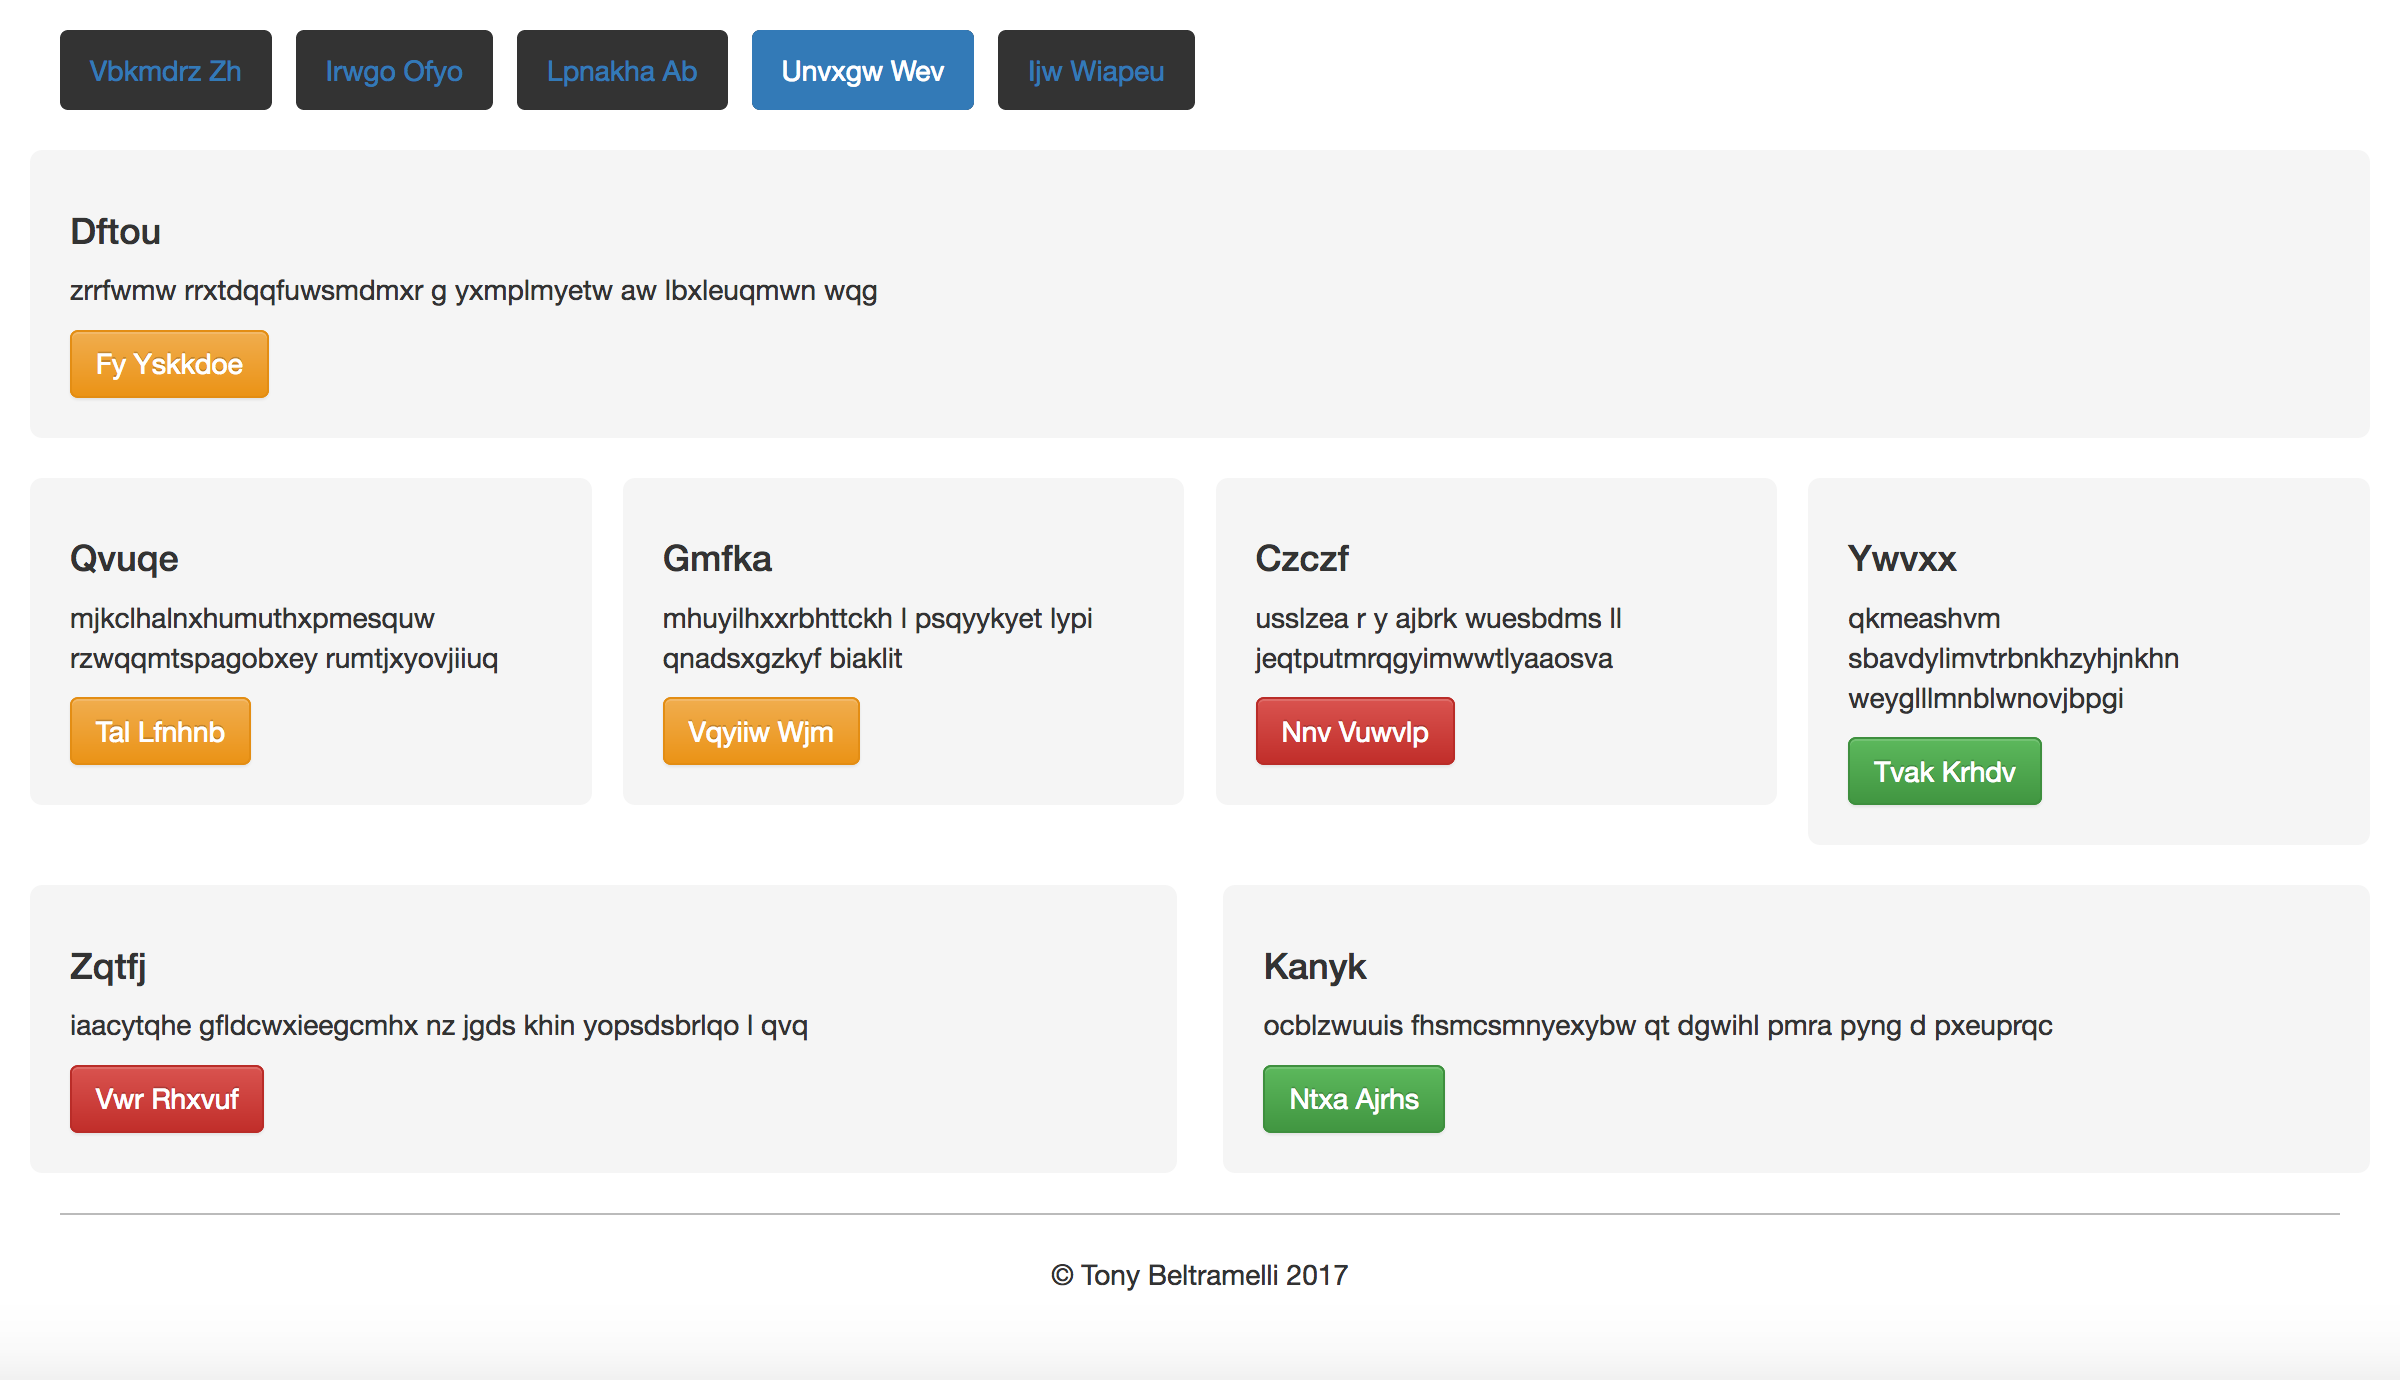 Vbkmdrz Zh
Irwgo Ofyo
Lpnakha Ab
Unvxgw Wev
Ijw Wiapeu
Dftou
zrrfwmw rrxtdqqfuwsmdmxr g yxmplmyetw aw lbxleuqmwn wqg
Fy Yskkdoe
Qvuqe
mjkclhalnxhumuthxpmesquw
rzwqqmtspagobxey rumtjxyovjiiuq
Tal Lfnhnb
Gmfka
mhuyilhxxrbhttckh l psqyykyet lypi
qnadsxgzkyf biaklit
Vqyiiw Wjm
Czczf
usslzea r y ajbrk wuesbdms ll
jeqtputmrqgyimwwtlyaaosva
Nnv Vuwvlp
Ywvxx
qkmeashvm
sbavdylimvtrbnkhzyhjnkhn
weyglllmnblwnovjbpgi
Tvak Krhdv
Zqtfj
iaacytqhe gfldcwxieegcmhx nz jgds khin yopsdsbrlqo l qvq
Vwr Rhxvuf
Kanyk
ocblzwuuis fhsmcsmnyexybw qt dgwihl pmra pyng d pxeuprqc
Ntxa Ajrhs
© Tony Beltramelli 2017